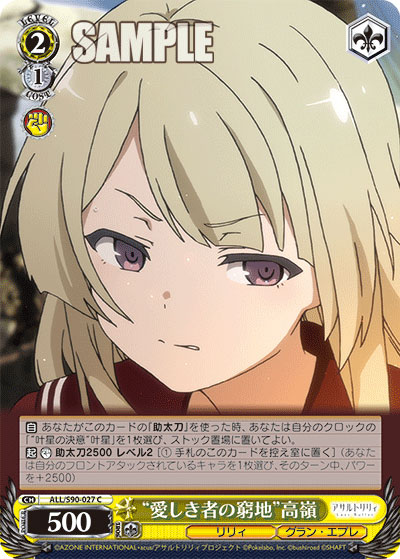 LEVEL
2
1
COST
SAMPLE
自 あなたがこのカードの「助太刀」を使った時、あなたは自分のクロックの
「“叶星の決意”叶星」を1枚選び、ストック置場に置いてよい。
起 助太刀2500 レベル2 [① 手札のこのカードを控え室に置く] (あなた
は自分のフロントアタックされているキャラを1枚選び、そのターン中、パワー
を+2500)
CH
ALL/S90-027 C
POWER
500
“愛しき者の窮地”高嶺
アサルトリリィ
リリィ
グラン・エプレ
©AZONE INTERNATIONAL・acus/アサルトリリィプロジェクト ©Pokelabo, Inc. ©bushiroad ©SHAFT